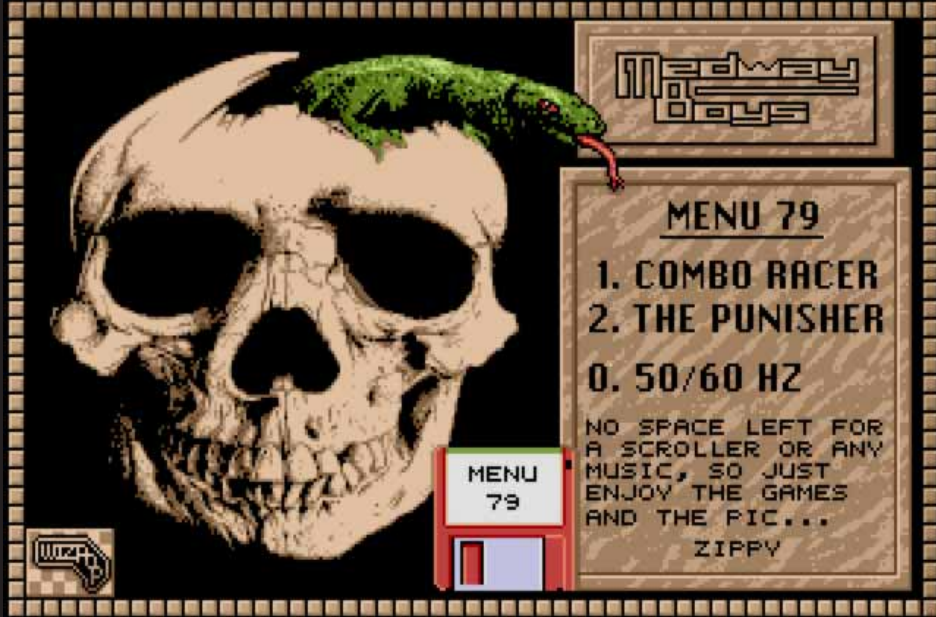 Medway
Boys
MENU 79
1. COMBO RACER
2. THE PUNISHER
0. 50/60 HZ
NO SPACE LEFT FOR
A SCROLLER OR ANY
MUSIC, SO JUST
ENJOY THE GAMES
AND THE PIC...
ZIPPY
MENU
79